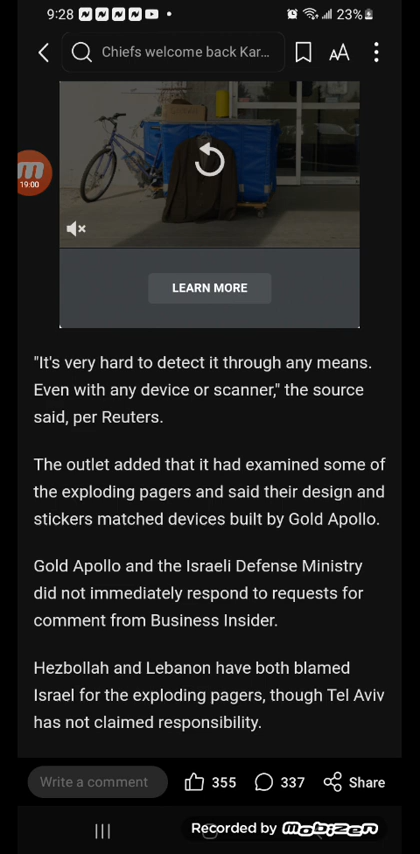 9:28 23%
Chiefs welcome back Kar... AA
19:00
LEARN MORE
"It's very hard to detect it through any means.
Even with any device or scanner," the source
said, per Reuters.
The outlet added that it had examined some of
the exploding pagers and said their design and
stickers matched devices built by Gold Apollo.
Gold Apollo and the Israeli Defense Ministry
did not immediately respond to requests for
comment from Business Insider.
Hezbollah and Lebanon have both blamed
Israel for the exploding pagers, though Tel Aviv
has not claimed responsibility.
Write a comment 355 337 Share
Recorded by mobizen